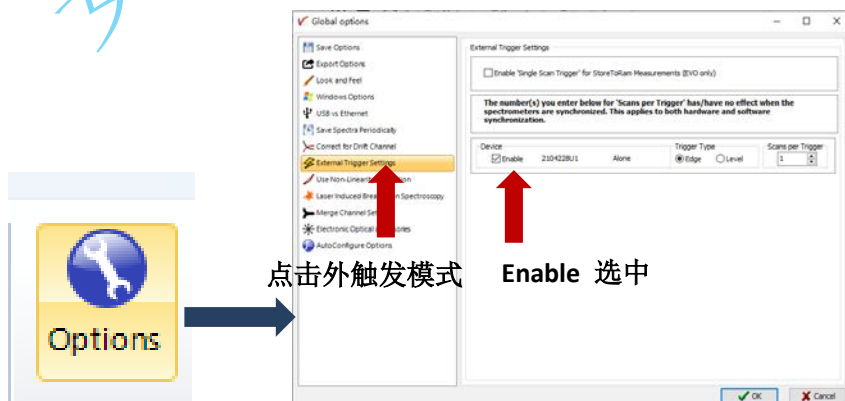 Global options
Save Options
Export Options
Look and Feel
Windows Options
USB vs Ethernet
Save Spectra Periodically
Correct for Drift Channel
External Trigger Settings
Use Non-Linearity
Laser Induced Breakdown Spectroscopy
Merge Channel
Electronic Optical
AutoConfigure Options
External Trigger Settings
Enable 'Single Scan Trigger' for StoreToRam Measurements (EVO only)
The number(s) you enter below for 'Scans per Trigger' has/have no effect when the
spectrometers are synchronized. This applies to both hardware and software
synchronization.
Device Trigger Type Scans per Trigger
Enable 2104228U1 Alone Edge Level 1
点击外触发模式 Enable 选中
Options
OK Cancel